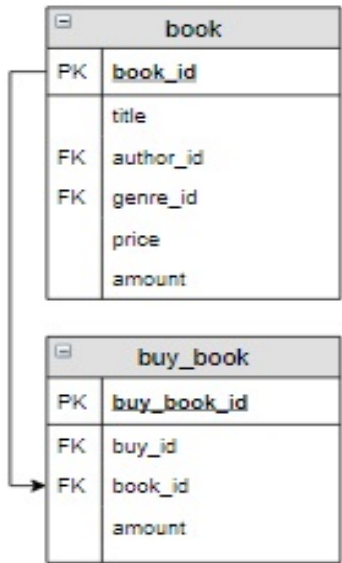 book
PK book_id
title
FK author_id
FK genre_id
price
amount
buy_book
PK buy_book_id
FK buy_id
FK book_id
amount